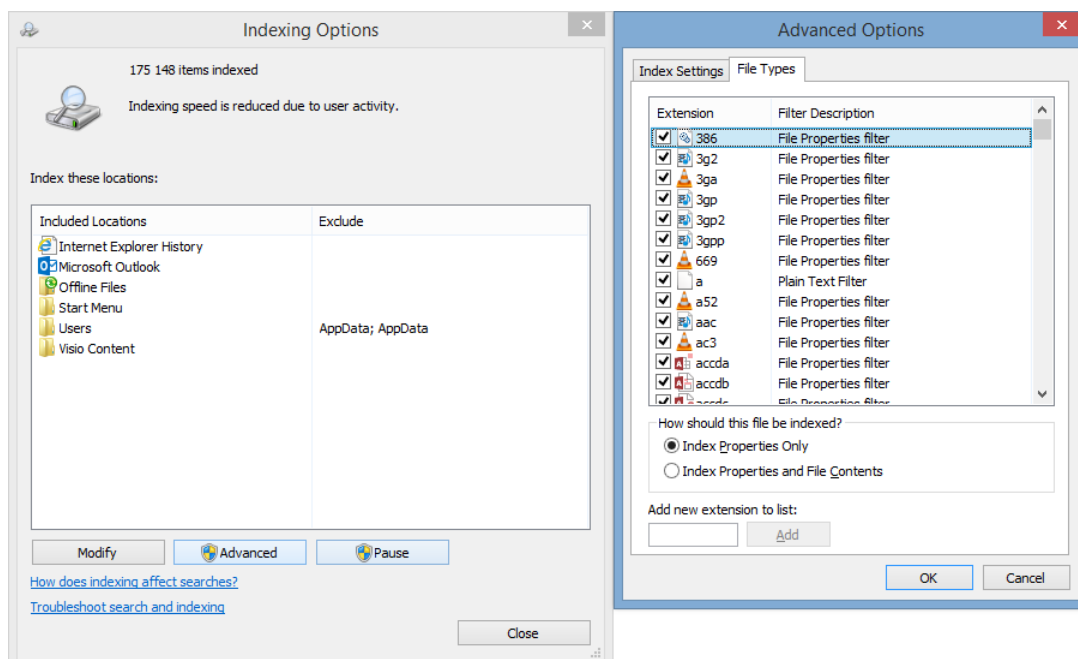 Indexing Options
175 148 items indexed
Indexing speed is reduced due to user activity.
Index these locations:
Included Locations Exclude
Internet Explorer History
Microsoft Outlook
Offline Files
Start Menu
Users AppData; AppData
Visio Content
Modify Advanced Pause
How does indexing affect searches?
Troubleshoot search and indexing
Close
Advanced Options
Index Settings File Types
Extension Filter Description
386 File Properties filter
3g2 File Properties filter
3ga File Properties filter
3gp File Properties filter
3gp2 File Properties filter
3gpp File Properties filter
669 File Properties filter
a Plain Text Filter
a52 File Properties filter
aac File Properties filter
ac3 File Properties filter
accda File Properties filter
accdb File Properties filter
accdc File Properties filter
How should this file be indexed?
Index Properties Only
Index Properties and File Contents
Add new extension to list:
Add
OK Cancel